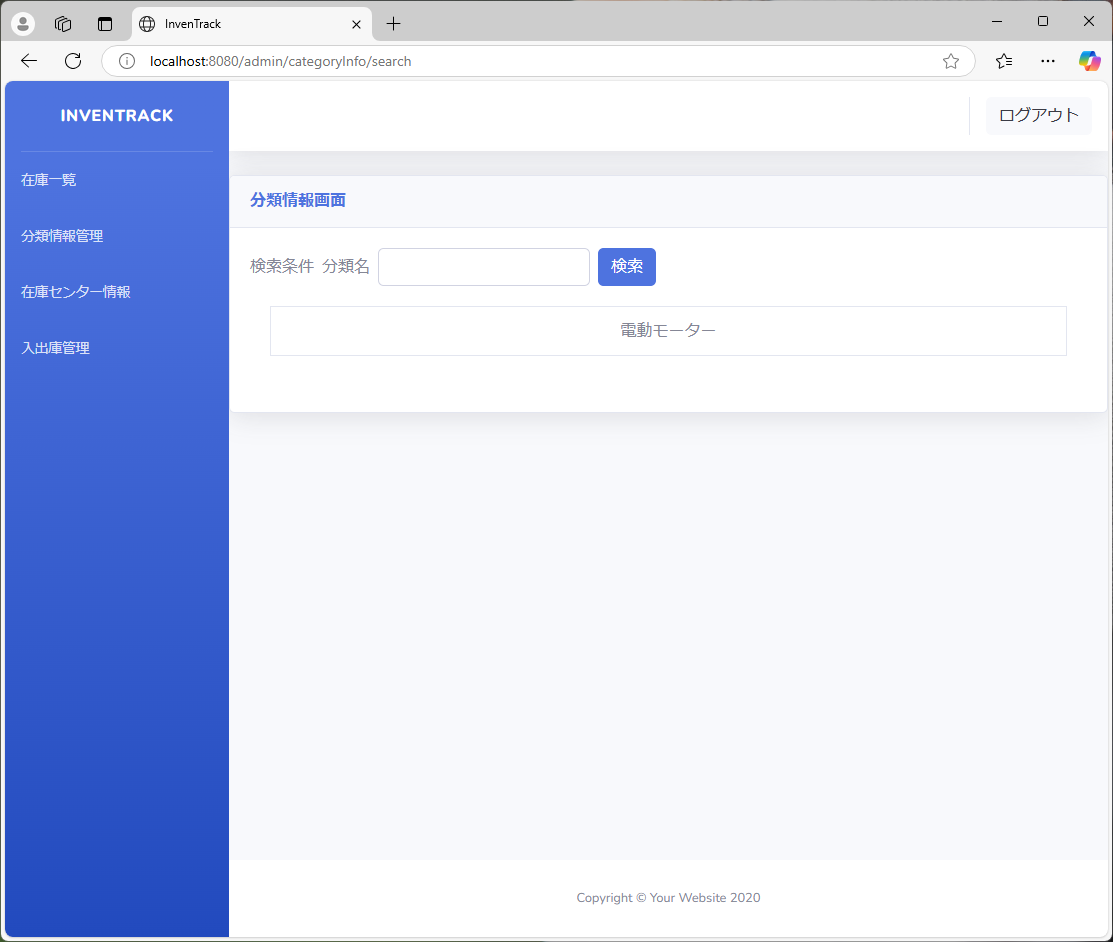 InvenTrack
localhost:8080/admin/categoryInfo/search
INVENTRACK
ログアウト
在庫一覧
分類情報管理
在庫センター情報
入出庫管理
分類情報画面
検索条件 分類名 検索
電動モーター
Copyright © Your Website 2020